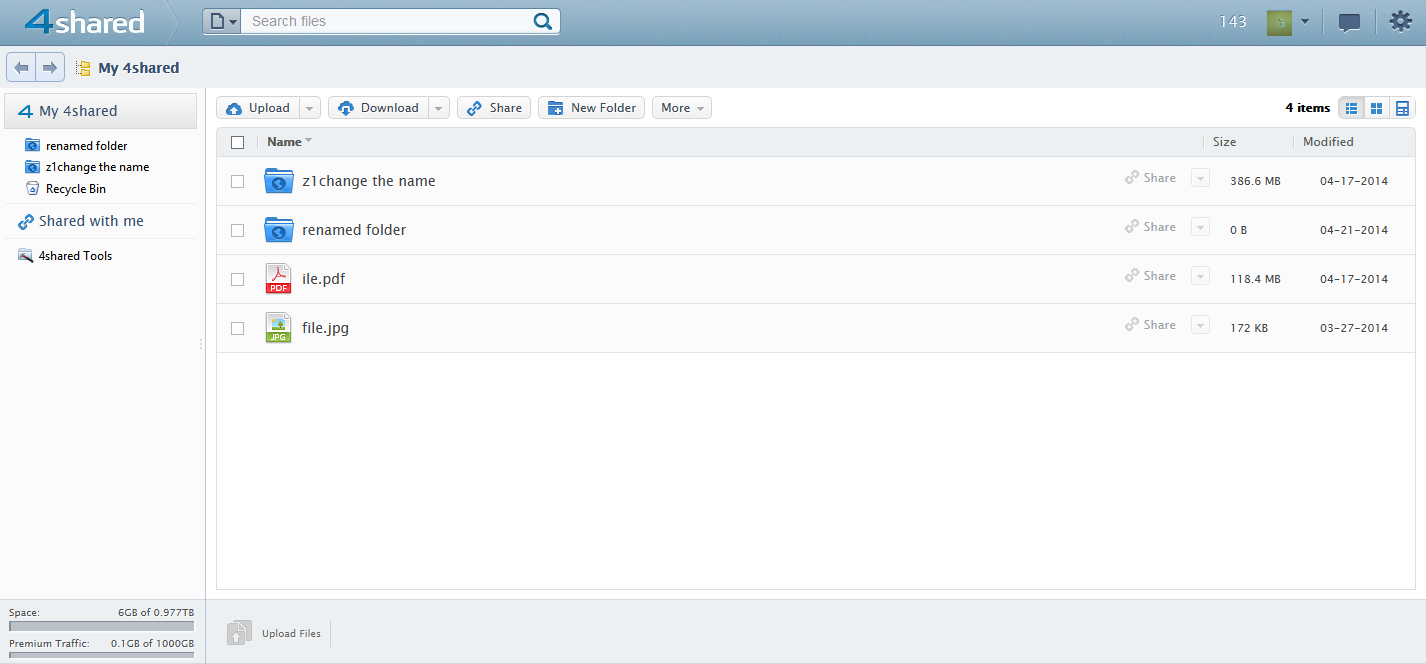 4shared
Search files
143
My 4shared
My 4shared
renamed folder
z1change the name
Recycle Bin
Shared with me
4shared Tools
Upload Download Share New Folder More 4 items
Name Size Modified
z1change the name Share 386.6 MB 04-17-2014
renamed folder Share 0 B 04-21-2014
PDF ile.pdf Share 118.4 MB 04-17-2014
JPG file.jpg Share 172 KB 03-27-2014
Space: 6GB of 0.977TB
Premium Traffic: 0.1GB of 1000GB
Upload Files